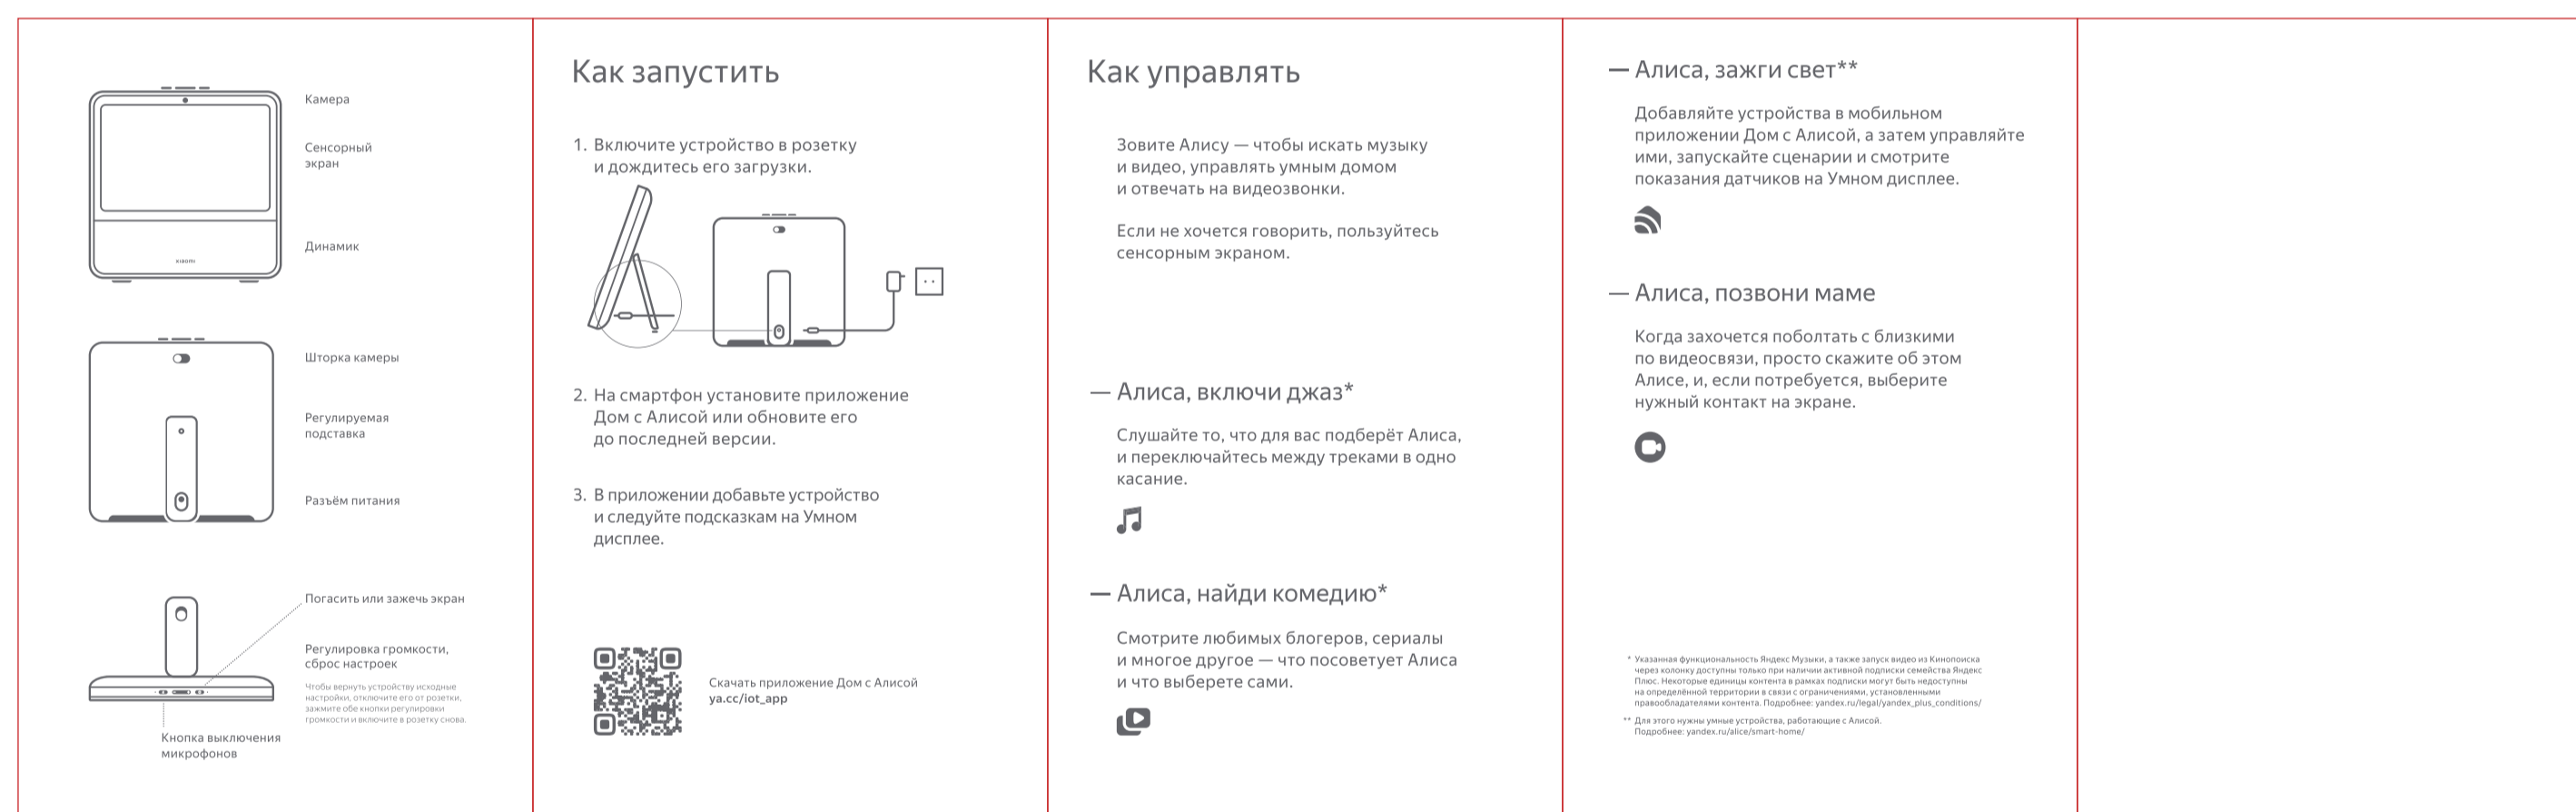 Камера
Сенсорный
экран
Динамик
xiaomi
Шторка камеры
Регулируемая
подставка
Разъём питания
Погасить или зажечь экран
Регулировка громкости,
сброс настроек
Чтобы вернуть устройству исходные
настройки, отключите его от розетки,
зажмите обе кнопки регулировки
громкости и включите в розетку снова.
Кнопка выключения
микрофонов
Как запустить
1. Включите устройство в розетку
и дождитесь его загрузки.
2. На смартфон установите приложение
Дом с Алисой или обновите его
до последней версии.
3. В приложении добавьте устройство
и следуйте подсказкам на Умном
дисплее.
Скачать приложение Дом с Алисой
ya.cc/iot_app
Как управлять
Зовите Алису — чтобы искать музыку
и видео, управлять умным домом
и отвечать на видеозвонки.
Если не хочется говорить, пользуйтесь
сенсорным экраном.
— Алиса, включи джаз*
Слушайте то, что для вас подберёт Алиса,
и переключайтесь между треками в одно
касание.
— Алиса, найди комедию*
Смотрите любимых блогеров, сериалы
и многое другое — что посоветует Алиса
и что выберете сами.
— Алиса, зажги свет**
Добавляйте устройства в мобильном
приложении Дом с Алисой, а затем управляйте
ими, запускайте сценарии и смотрите
показания датчиков на Умном дисплее.
— Алиса, позвони маме
Когда захочется поболтать с близкими
по видеосвязи, просто скажите об этом
Алисе, и, если потребуется, выберите
нужный контакт на экране.
* Указанная функциональность Яндекс Музыки, а также запуск видео из Кинопоиска
через колонку доступны только при наличии активной подписки семейства Яндекс
Плюс. Некоторые единицы контента в рамках подписки могут быть недоступны
на определённой территории в связи с ограничениями, установленными
правообладателями контента. Подробнее: yandex.ru/legal/yandex_plus_conditions/
** Для этого нужны умные устройства, работающие с Алисой.
Подробнее: yandex.ru/alice/smart-home/